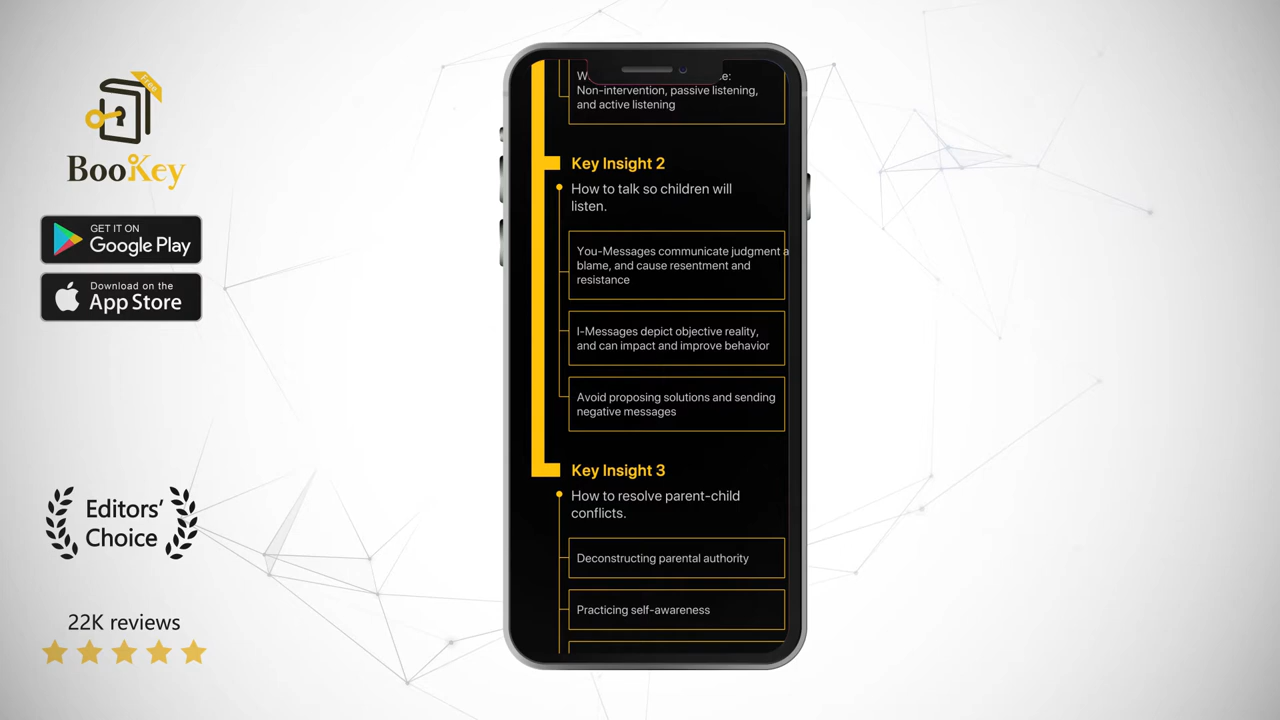 Free
BooKey
GET IT ON
Google Play
Download on the
App Store
Editors’
Choice
22K reviews
Non-intervention, passive listening,
and active listening
Key Insight 2
How to talk so children will
listen.
You-Messages communicate judgment a
blame, and cause resentment and
resistance
I-Messages depict objective reality,
and can impact and improve behavior
Avoid proposing solutions and sending
negative messages
Key Insight 3
How to resolve parent-child
conflicts.
Deconstructing parental authority
Practicing self-awareness